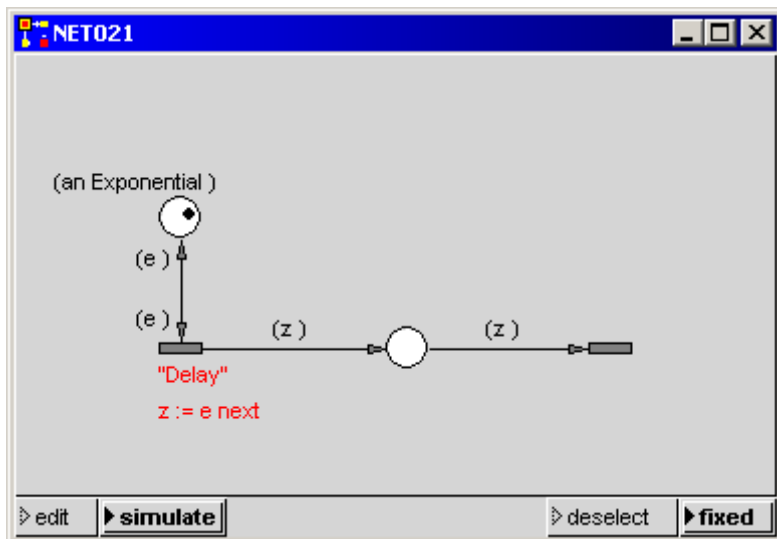 NET021
(an Exponential )
(e )
(e )
(z )
(z )
"Delay"
z := e next
edit
simulate
deselect
fixed